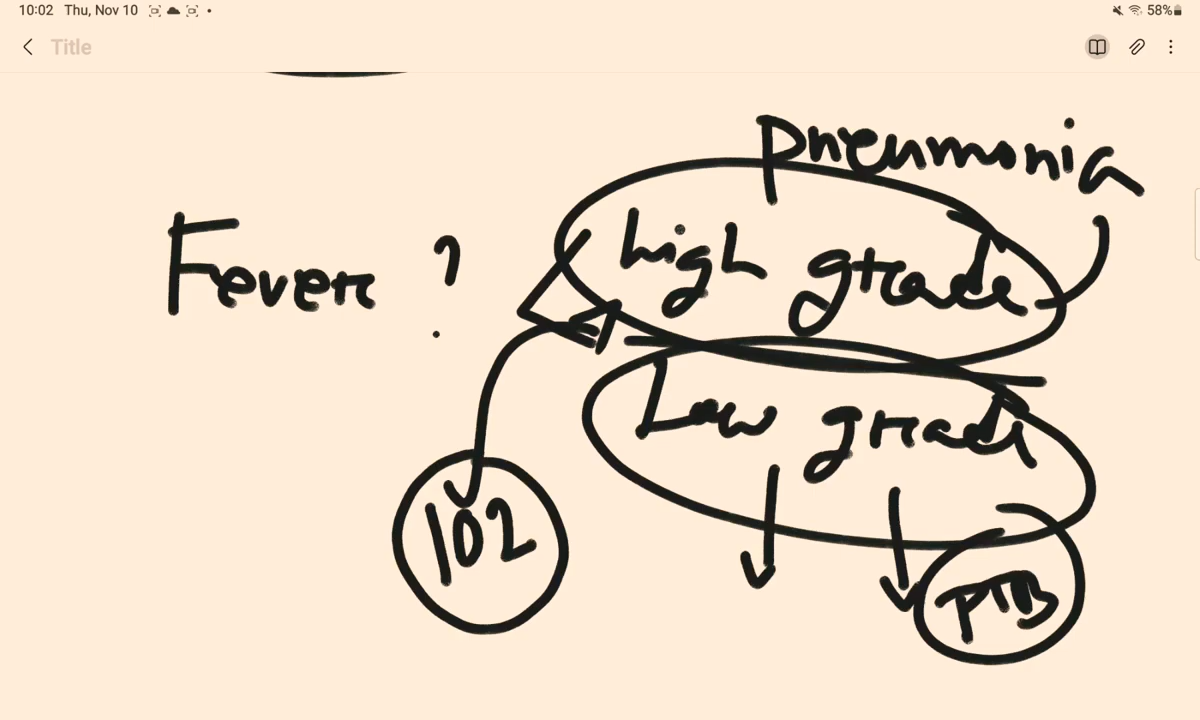 10:02 Thu, Nov 10 58%
Title
Pneumonia
Fever ? high grade
Low grade
102
PTB